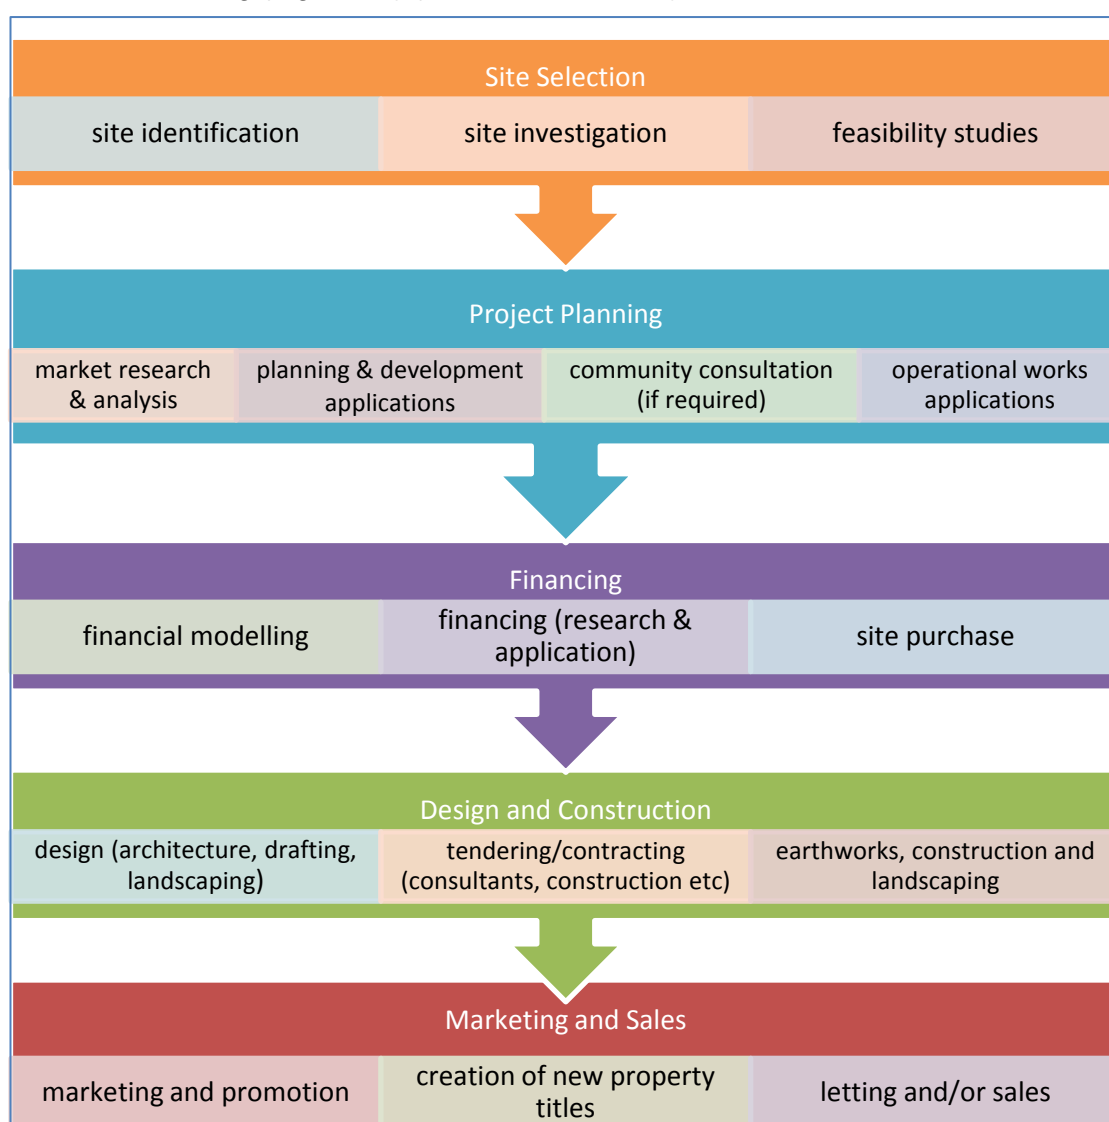 Site Selection
site identification
site investigation
feasibility studies
Project Planning
market research
& analysis
planning & development
applications
community consultation
(if required)
operational works
applications
Financing
financial modelling
financing (research &
application)
site purchase
Design and Construction
design (architecture, drafting,
landscaping)
tendering/contracting
(consultants, construction etc)
earthworks, construction and
landscaping
Marketing and Sales
marketing and promotion
creation of new property
titles
letting and/or sales